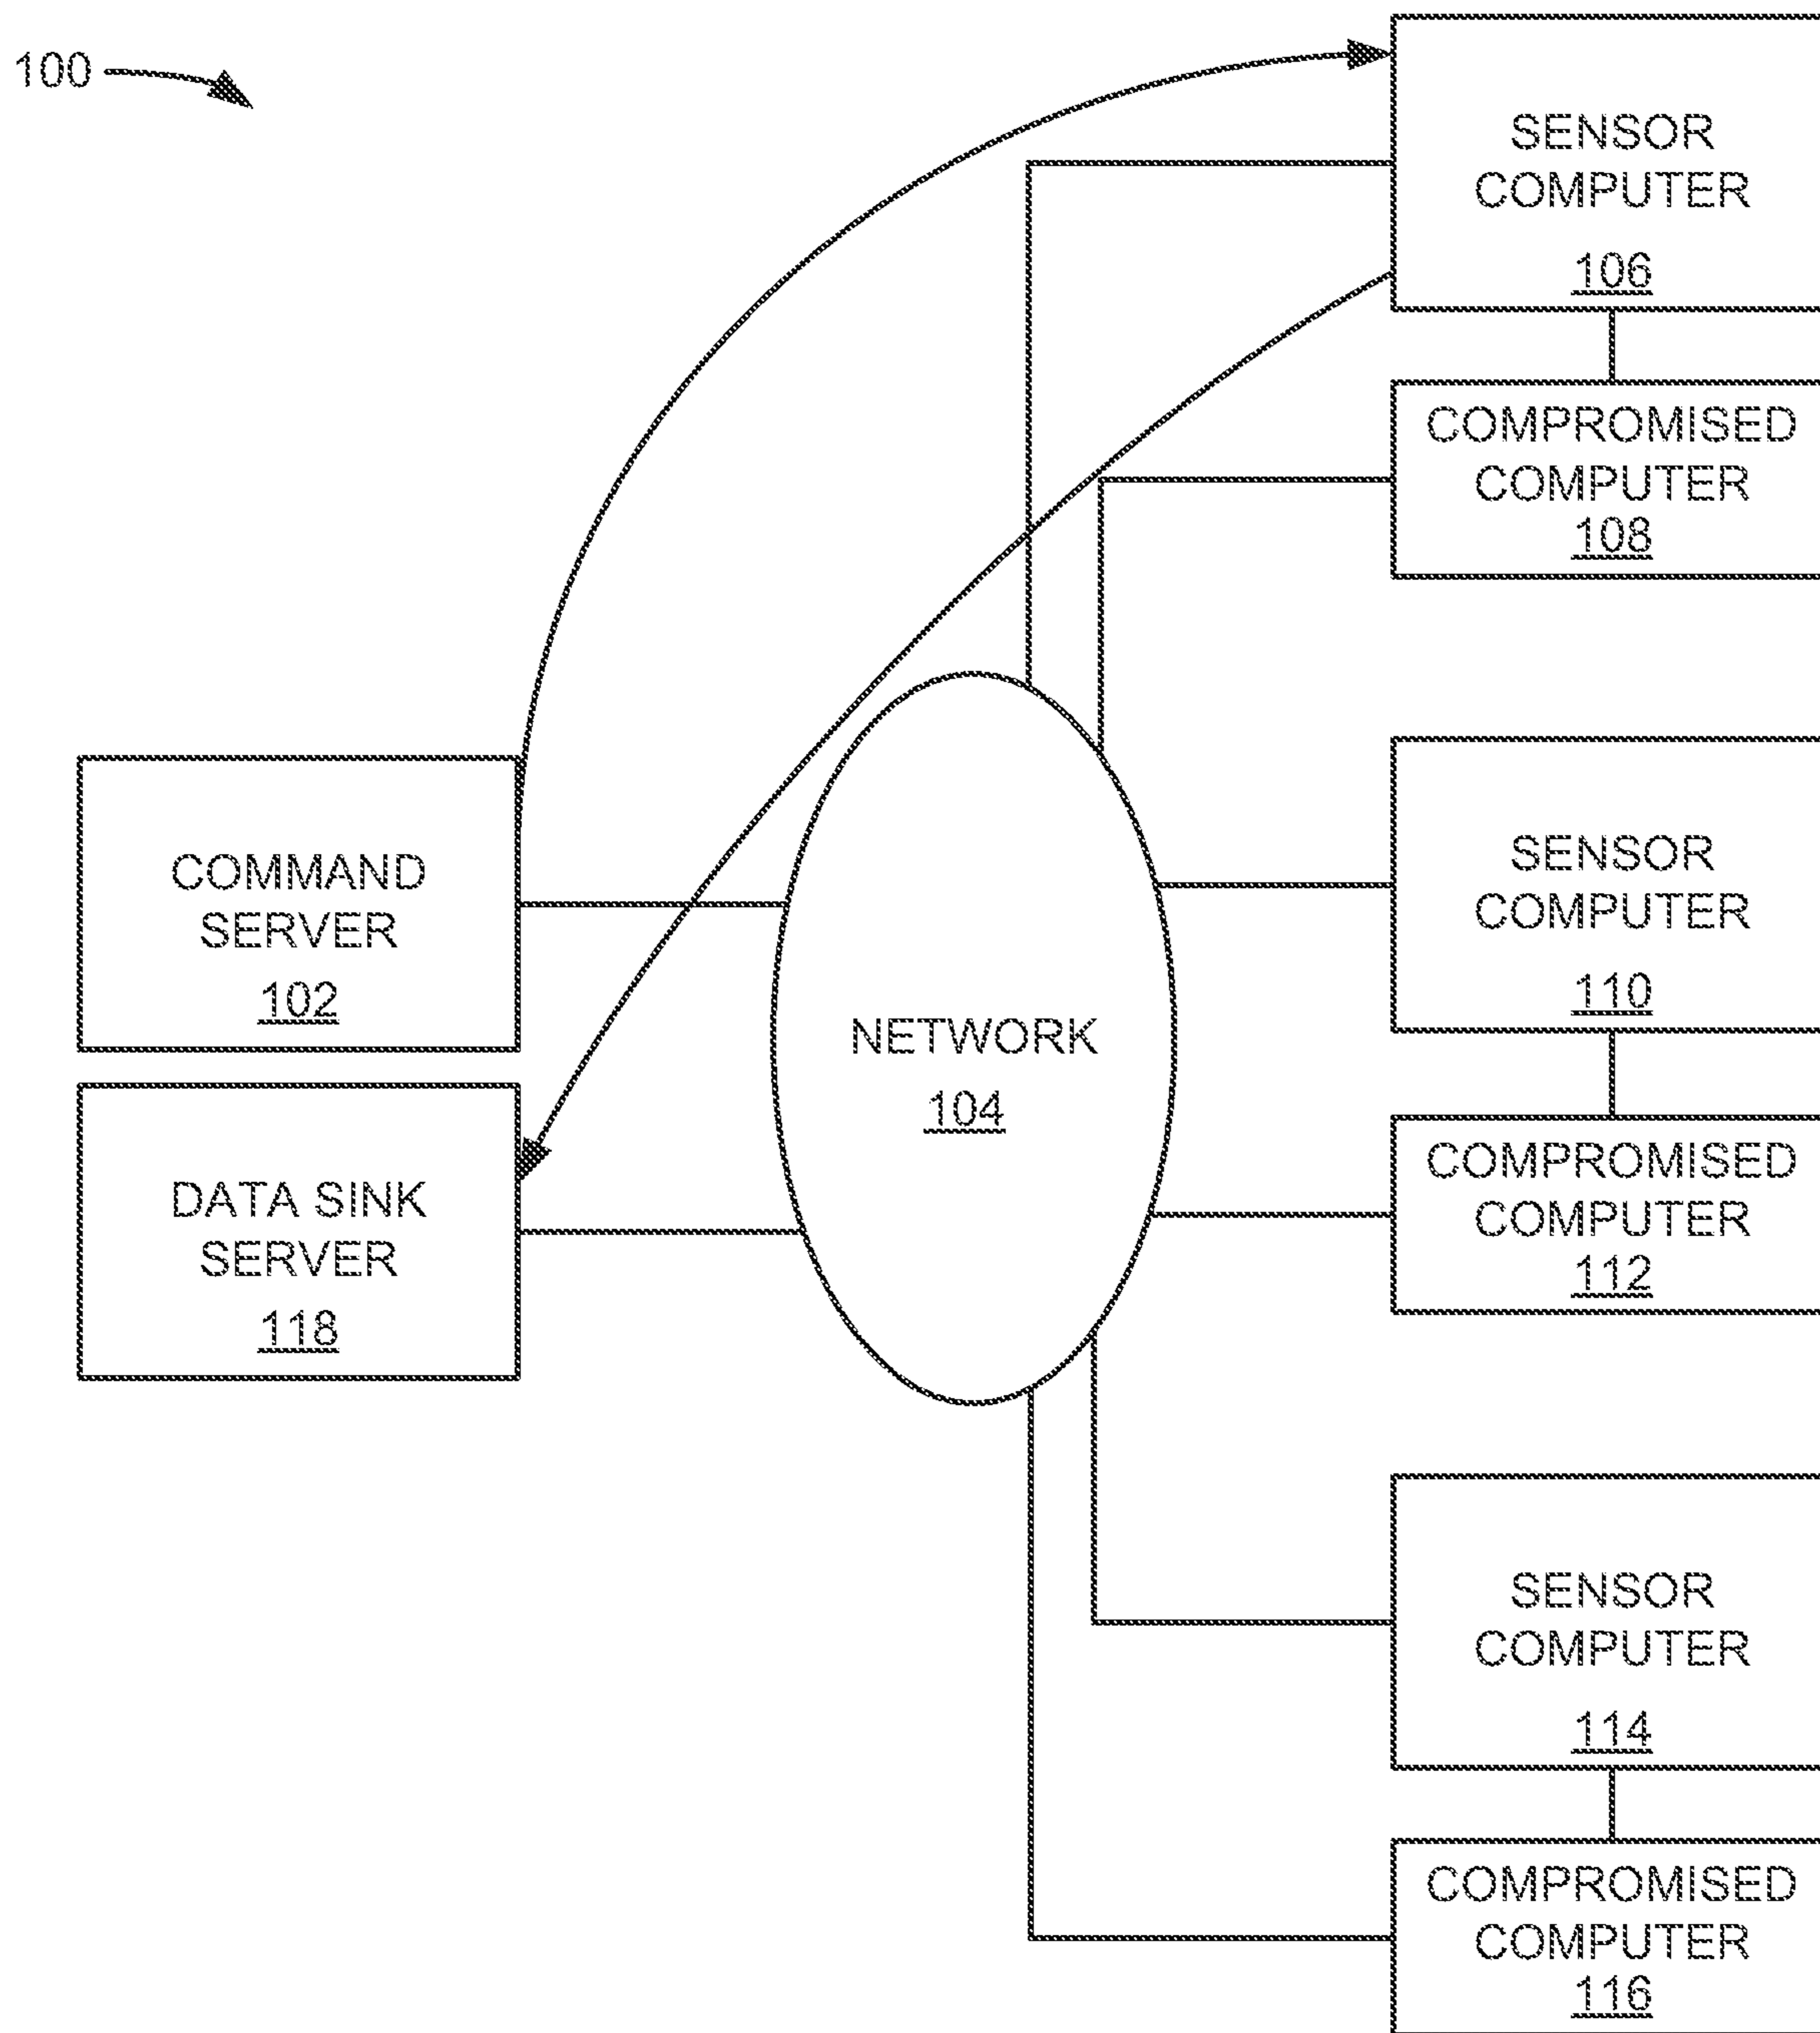 100
SENSOR
COMPUTER
106
COMPROMISED
COMPUTER
108
COMMAND
SERVER
102
NETWORK
104
SENSOR
COMPUTER
110
DATA SINK
SERVER
118
COMPROMISED
COMPUTER
112
SENSOR
COMPUTER
114
COMPROMISED
COMPUTER
116